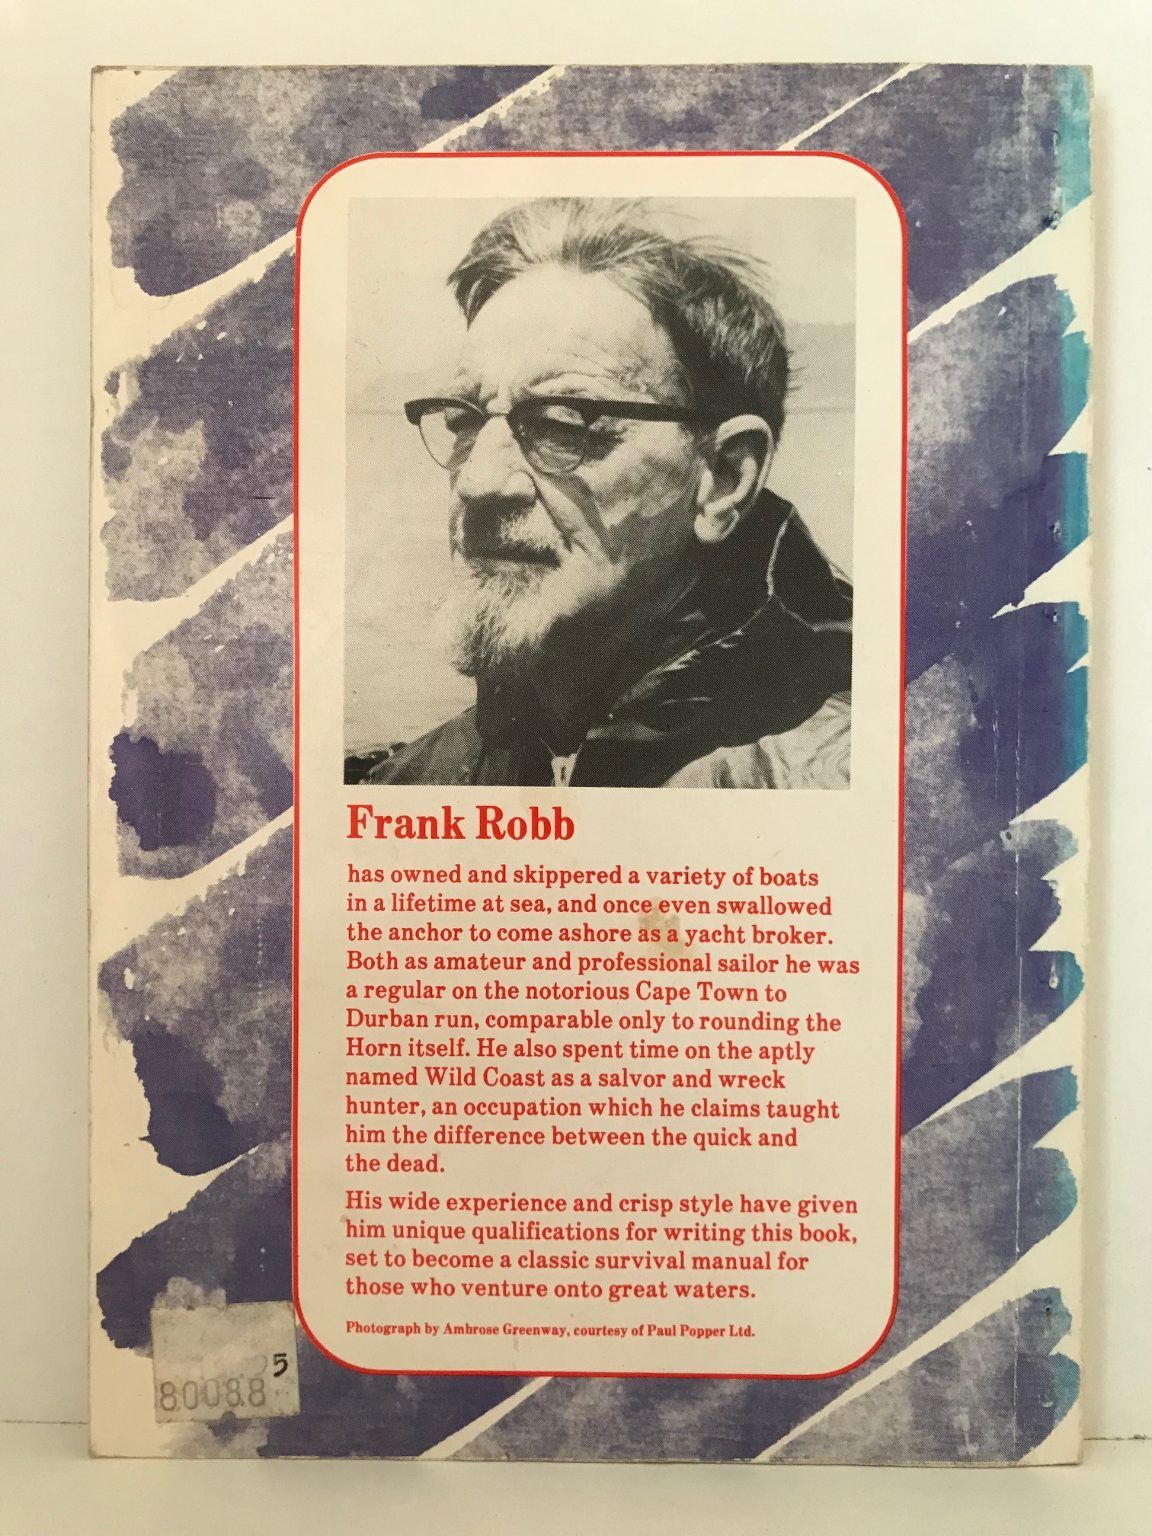 Frank Robb
has owned and skippered a variety of boats
in a lifetime at sea, and once even swallowed
the anchor to come ashore as a yacht broker.
Both as amateur and professional sailor he was
a regular on the notorious Cape Town to
Durban run, comparable only to rounding the
Horn itself. He also spent time on the aptly
named Wild Coast as a salvor and wreck
hunter, an occupation which he claims taught
him the difference between the quick and
the dead.
His wide experience and crisp style have given
him unique qualifications for writing this book,
set to become a classic survival manual for
those who venture onto great waters.
Photograph by Ambrose Greenway, courtesy of Paul Popper Ltd.
5
80088